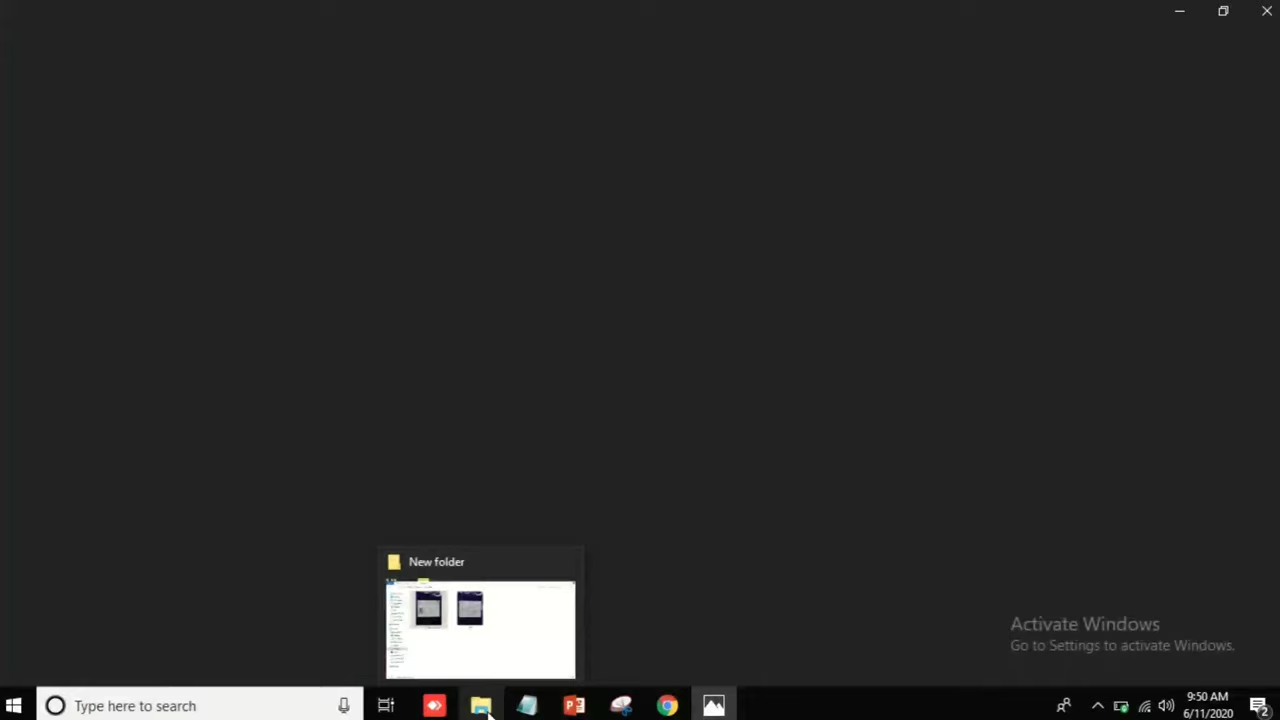 New folder
Activate Windows
Go to Settings to activate Windows.
Type here to search
9:50 AM
6/11/2020
2